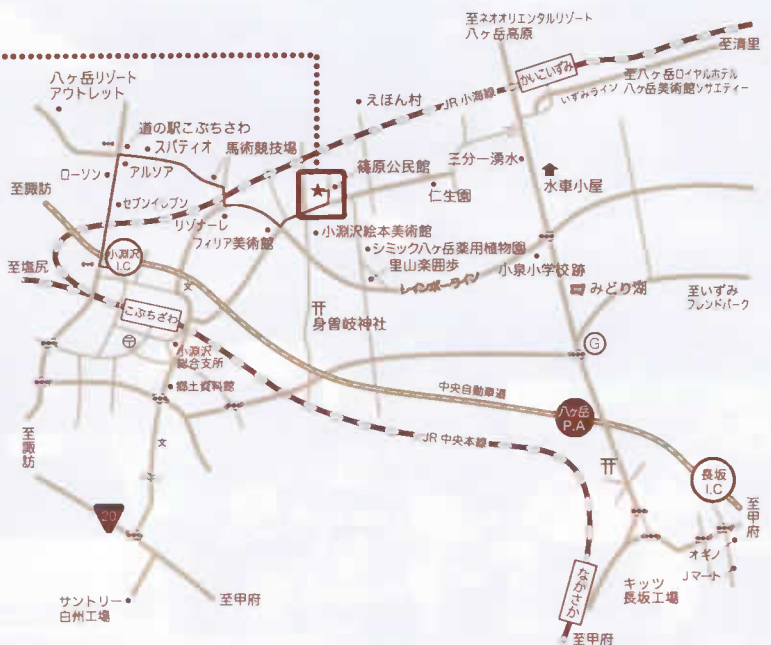 至ネオオリエンタルリゾート
八ヶ岳高原
至清里
かいこいずみ
至八ヶ岳ロイヤルホテル
八ヶ岳美術館ソサエティー
いずみライン
JR小海線
八ヶ岳リゾート
アウトレット
えほん村
道の駅こぶちさわ
スパティオ
馬術競技場
篠原公民館
三分一湧水
アルソア
ローソン
仁生園
水車小屋
至諏訪
セブンイレブン
リゾナーレ
フィリア美術館
小淵沢絵本美術館
シミック八ヶ岳薬用植物園
里山楽囲歩
小泉小学校跡
小淵沢
I.C
至塩尻
レインボーライン
みどり湖
至いずみ
フレンドパーク
こぶちざわ
身曽岐神社
G
小淵沢
総合支所
郷土資料館
文
文
中央自動車道
八ヶ岳
P.A
JR中央本線
至諏訪
長坂
I.C
至甲府
20
オギノ
Jマート
なかさか
キッツ
長坂工場
サントリー
白州工場
至甲府
至甲府